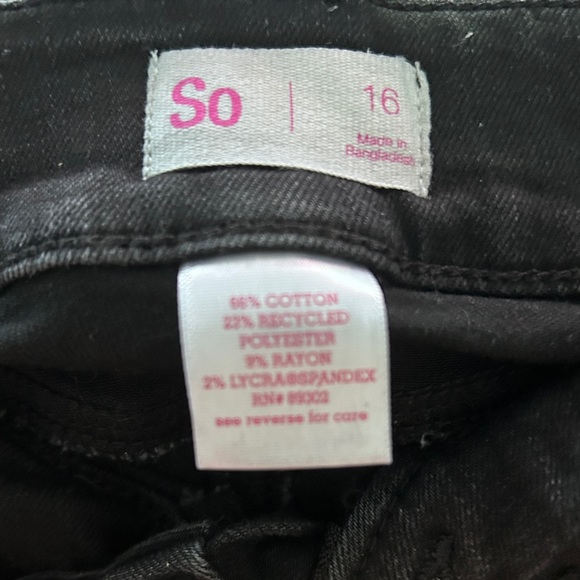 So | 16
Made in
Bangladesh
66% COTTON
23% RECYCLED
POLYESTER
9% RAYON
2% LYCRA®SPANDEX
RN# 99302
see reverse for care